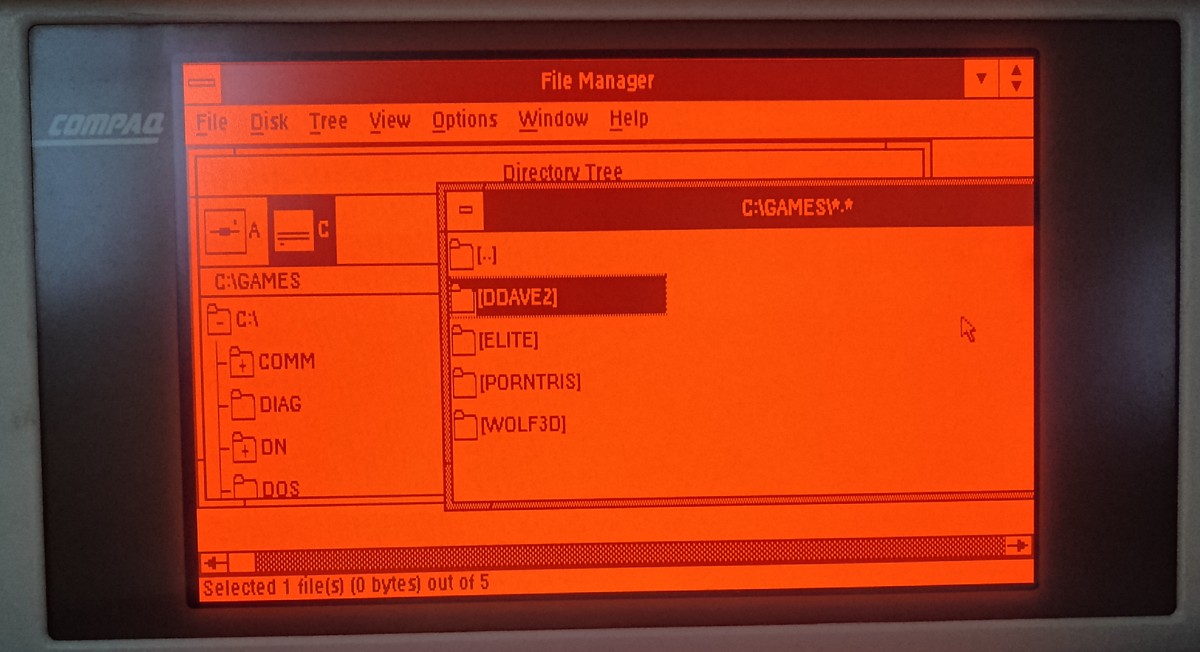 COMPAQ
File Manager
File Disk Tree View Options Window Help
Directory Tree
A C
C:\GAMES
C:\
COMM
DIAG
DN
DOS
C:\GAMES\*.*
[..]
[DDAVE2]
[ELITE]
[PORNTRIS]
[WOLF3D]
Selected 1 file(s) (0 bytes) out of 5